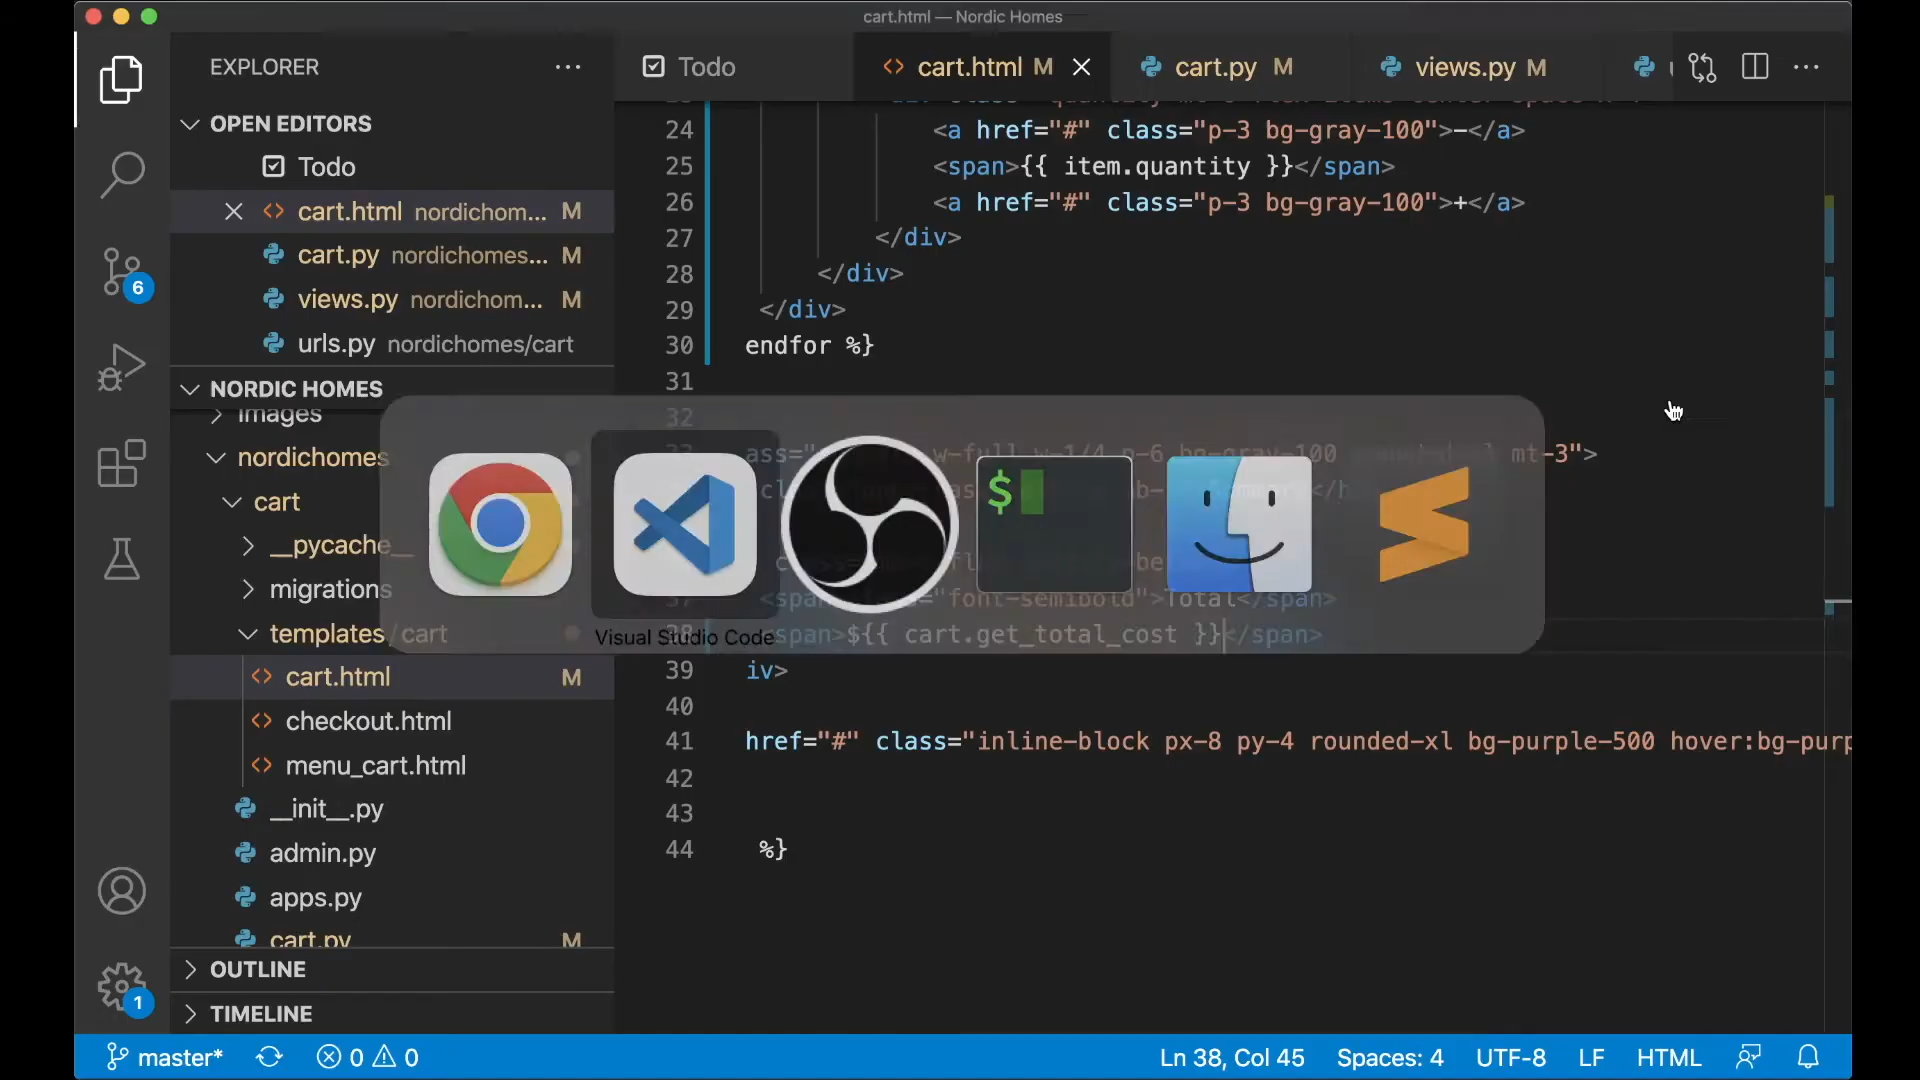 cart.html — Nordic Homes
EXPLORER
Todo
cart.html M
cart.py M
views.py M
OPEN EDITORS
Todo
cart.html nordichom... M
cart.py nordichomes... M
views.py nordichom... M
urls.py nordichomes/cart
NORDIC HOMES
images
nordichomes
cart
__pycache__
migrations
templates/cart
cart.html M
checkout.html
menu_cart.html
__init__.py
admin.py
apps.py
cart.py M
OUTLINE
TIMELINE
24 <a href="#" class="p-3 bg-gray-100">-</a>
25 <span>{{ item.quantity }}</span>
26 <a href="#" class="p-3 bg-gray-100">+</a>
27 </div>
28 </div>
29 </div>
30 endfor %}
31
32
mt-3">
$
font-semibold">Total</span>
Visual Studio Code
span>${{ cart.get_total_cost }}</span>
39 iv>
40
41 href="#" class="inline-block px-8 py-4 rounded-xl bg-purple-500 hover:bg-purp
42
43
44 %}
6
1
master*
0
0
Ln 38, Col 45
Spaces: 4
UTF-8
LF
HTML